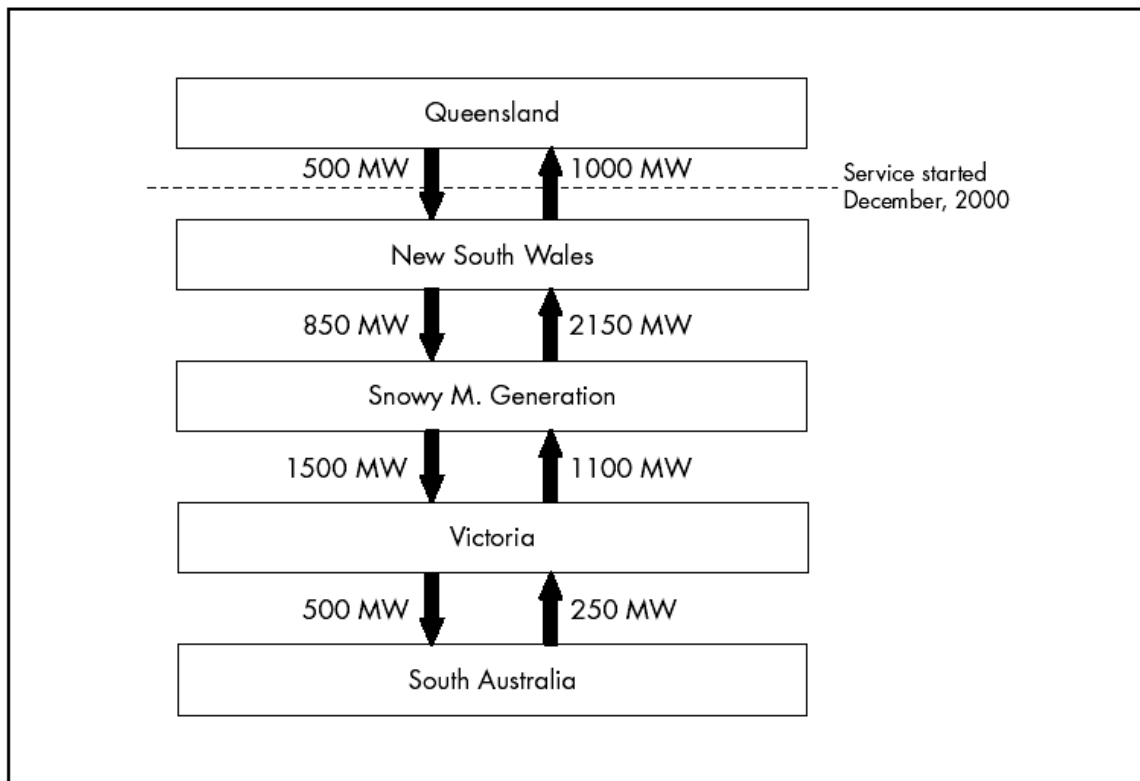 Queensland
500 MW
1000 MW
Service started
December, 2000
New South Wales
850 MW
2150 MW
Snowy M. Generation
1500 MW
1100 MW
Victoria
500 MW
250 MW
South Australia